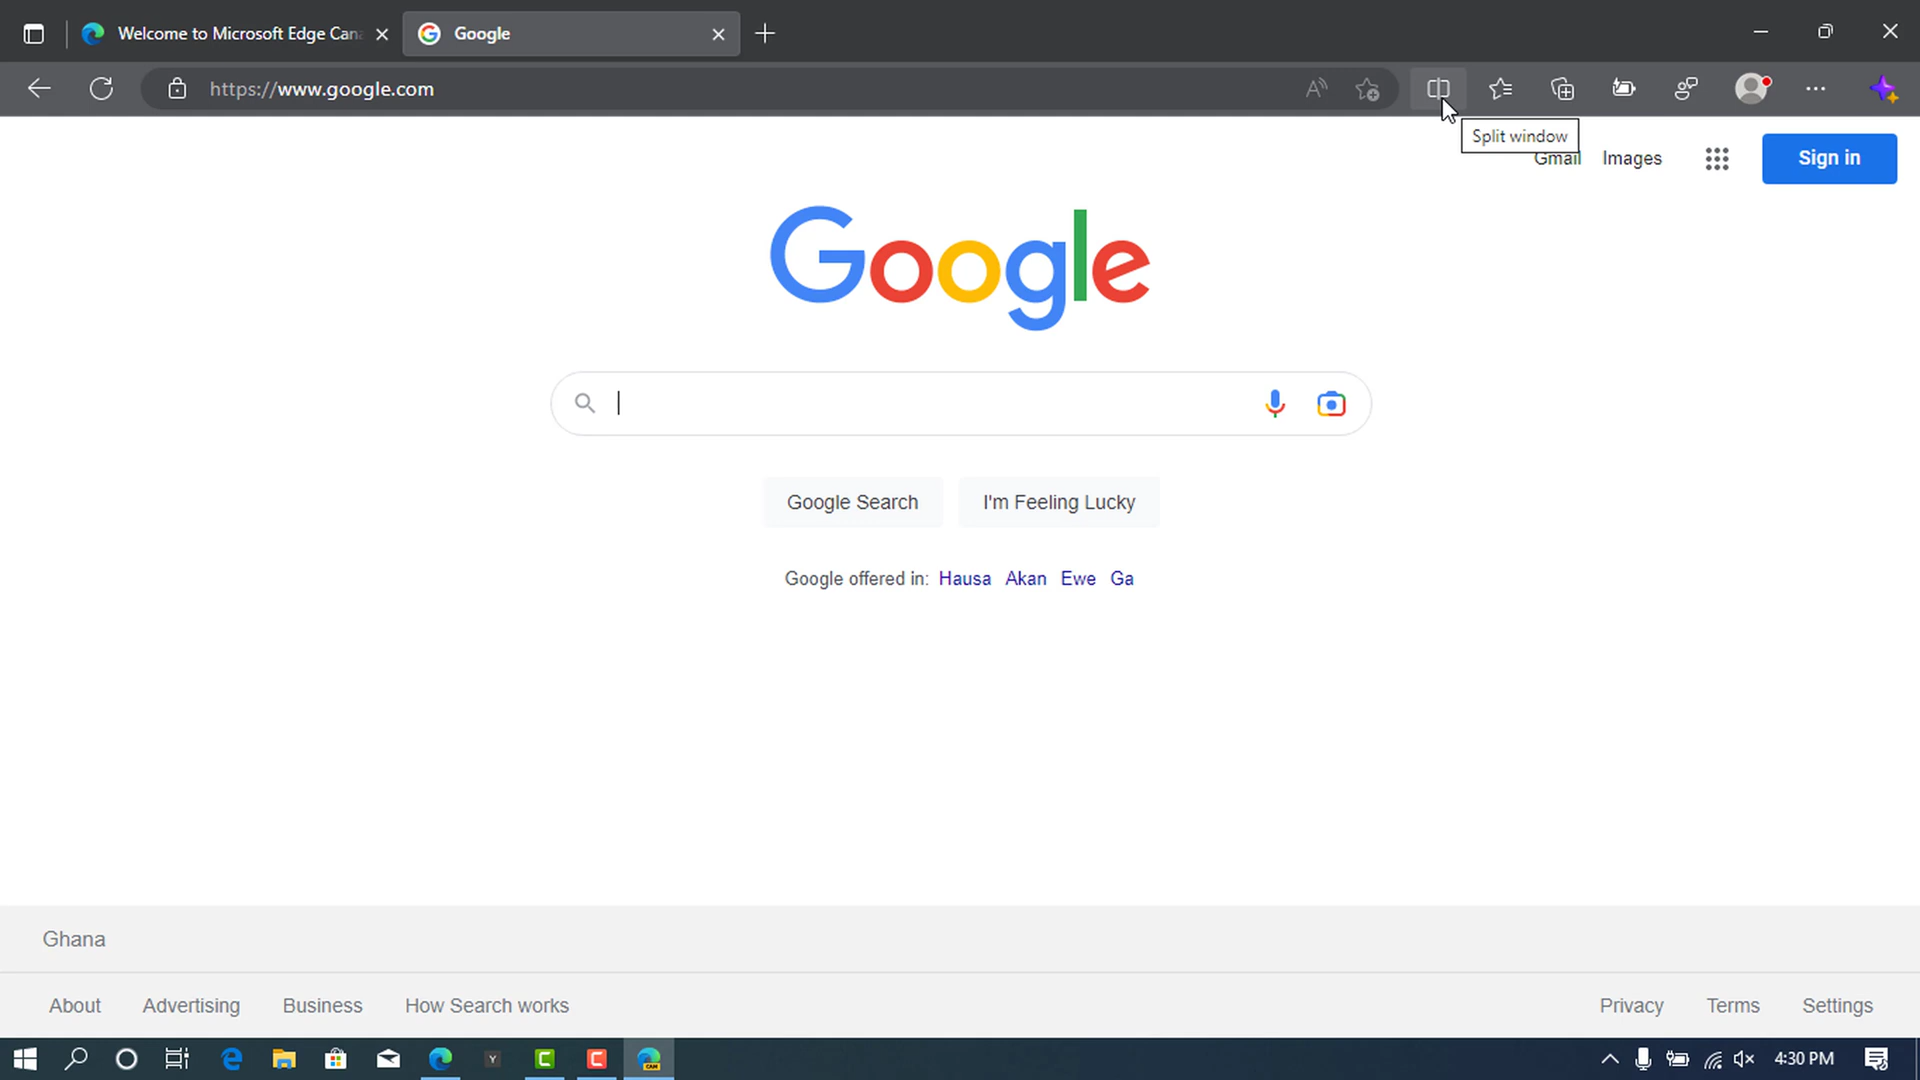 Welcome to Microsoft Edge Can
Google
https://www.google.com
Split window
Gmail
Images
Sign in
Google
Google Search
I'm Feeling Lucky
Google offered in: Hausa Akan Ewe Ga
Ghana
About
Advertising
Business
How Search works
Privacy
Terms
Settings
4:30 PM